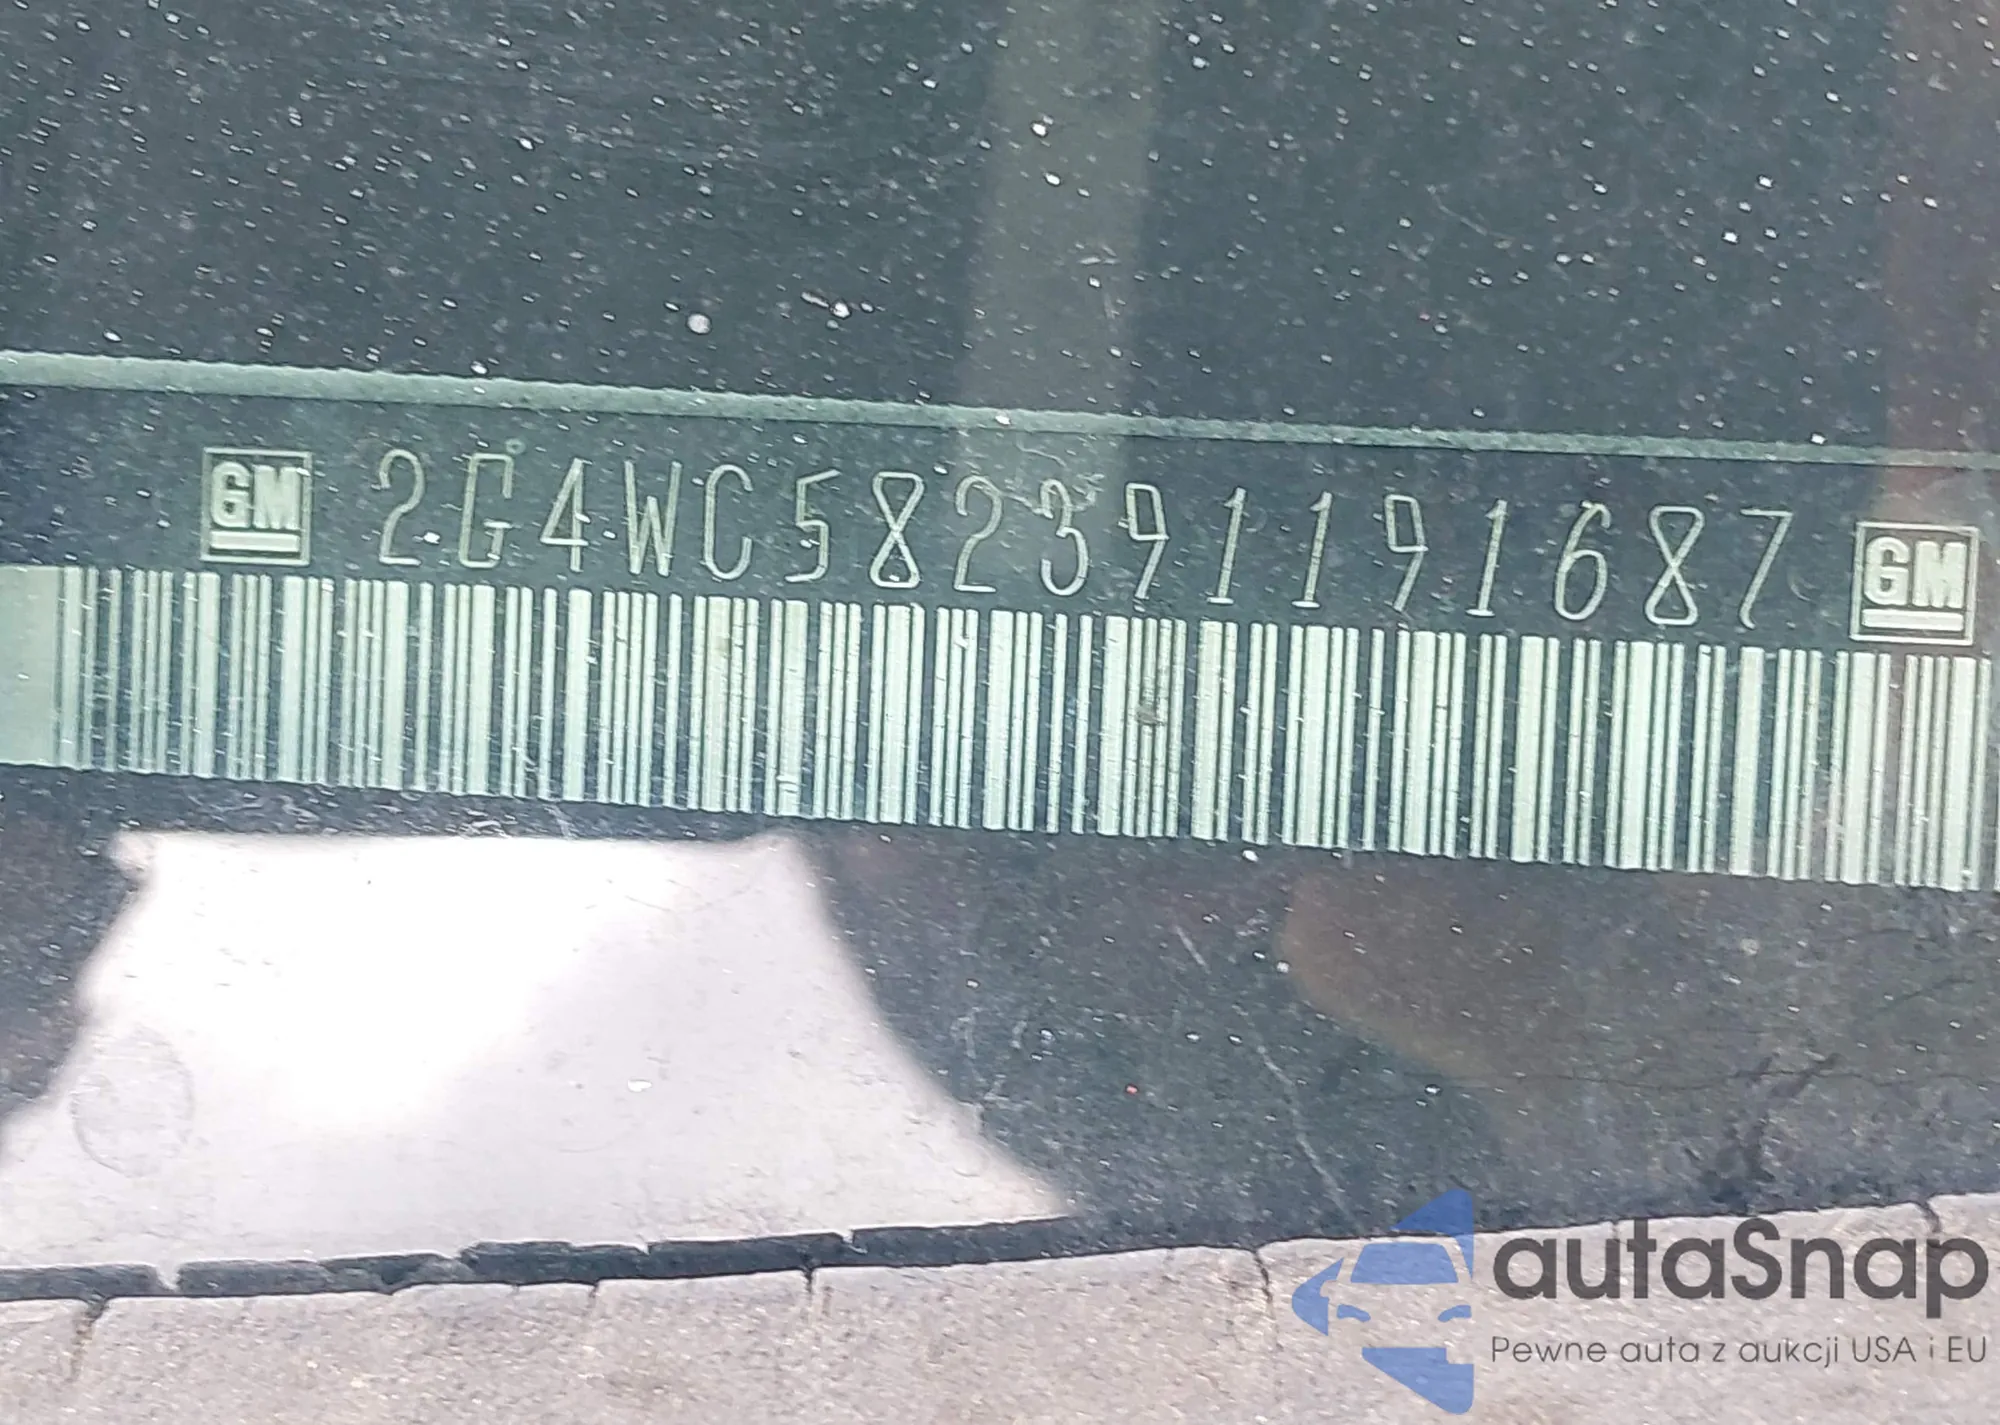 GM 2G4WC582391191687 GM
autaSnap
Pewne auta z aukcji USA i EU